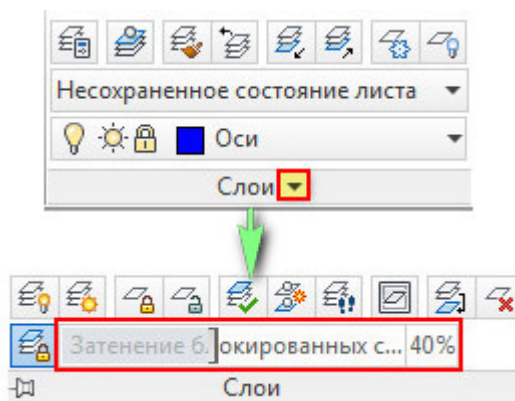 Несохраненное состояние листа
Оси
Слои
Затенение б.окированных с... 40%
Слои